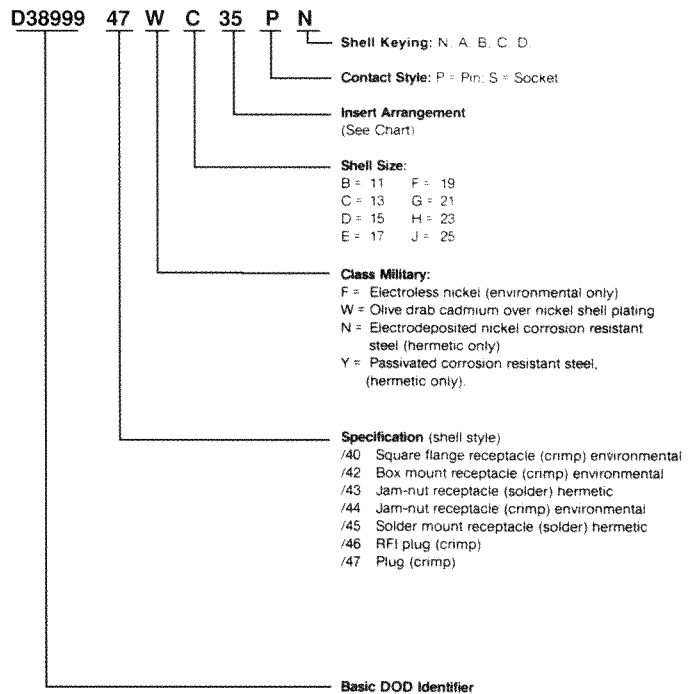 D38999 47 W C 35 P N
Shell Keying: N. A. B. C. D.
Contact Style: P = Pin; S = Socket
Insert Arrangement
(See Chart)
Shell Size:
B = 11 F = 19
C = 13 G = 21
D = 15 H = 23
E = 17 J = 25
Class Military:
F = Electroless nickel (environmental only)
W = Olive drab cadmium over nickel shell plating
N = Electrodeposited nickel corrosion resistant
steel (hermetic only)
Y = Passivated corrosion resistant steel,
(hermetic only).
Specification (shell style)
/40 Square flange receptacle (crimp) environmental
/42 Box mount receptacle (crimp) environmental
/43 Jam-nut receptacle (solder) hermetic
/44 Jam-nut receptacle (crimp) environmental
/45 Solder mount receptacle (solder) hermetic
/46 RFI plug (crimp)
/47 Plug (crimp)
Basic DOD Identifier